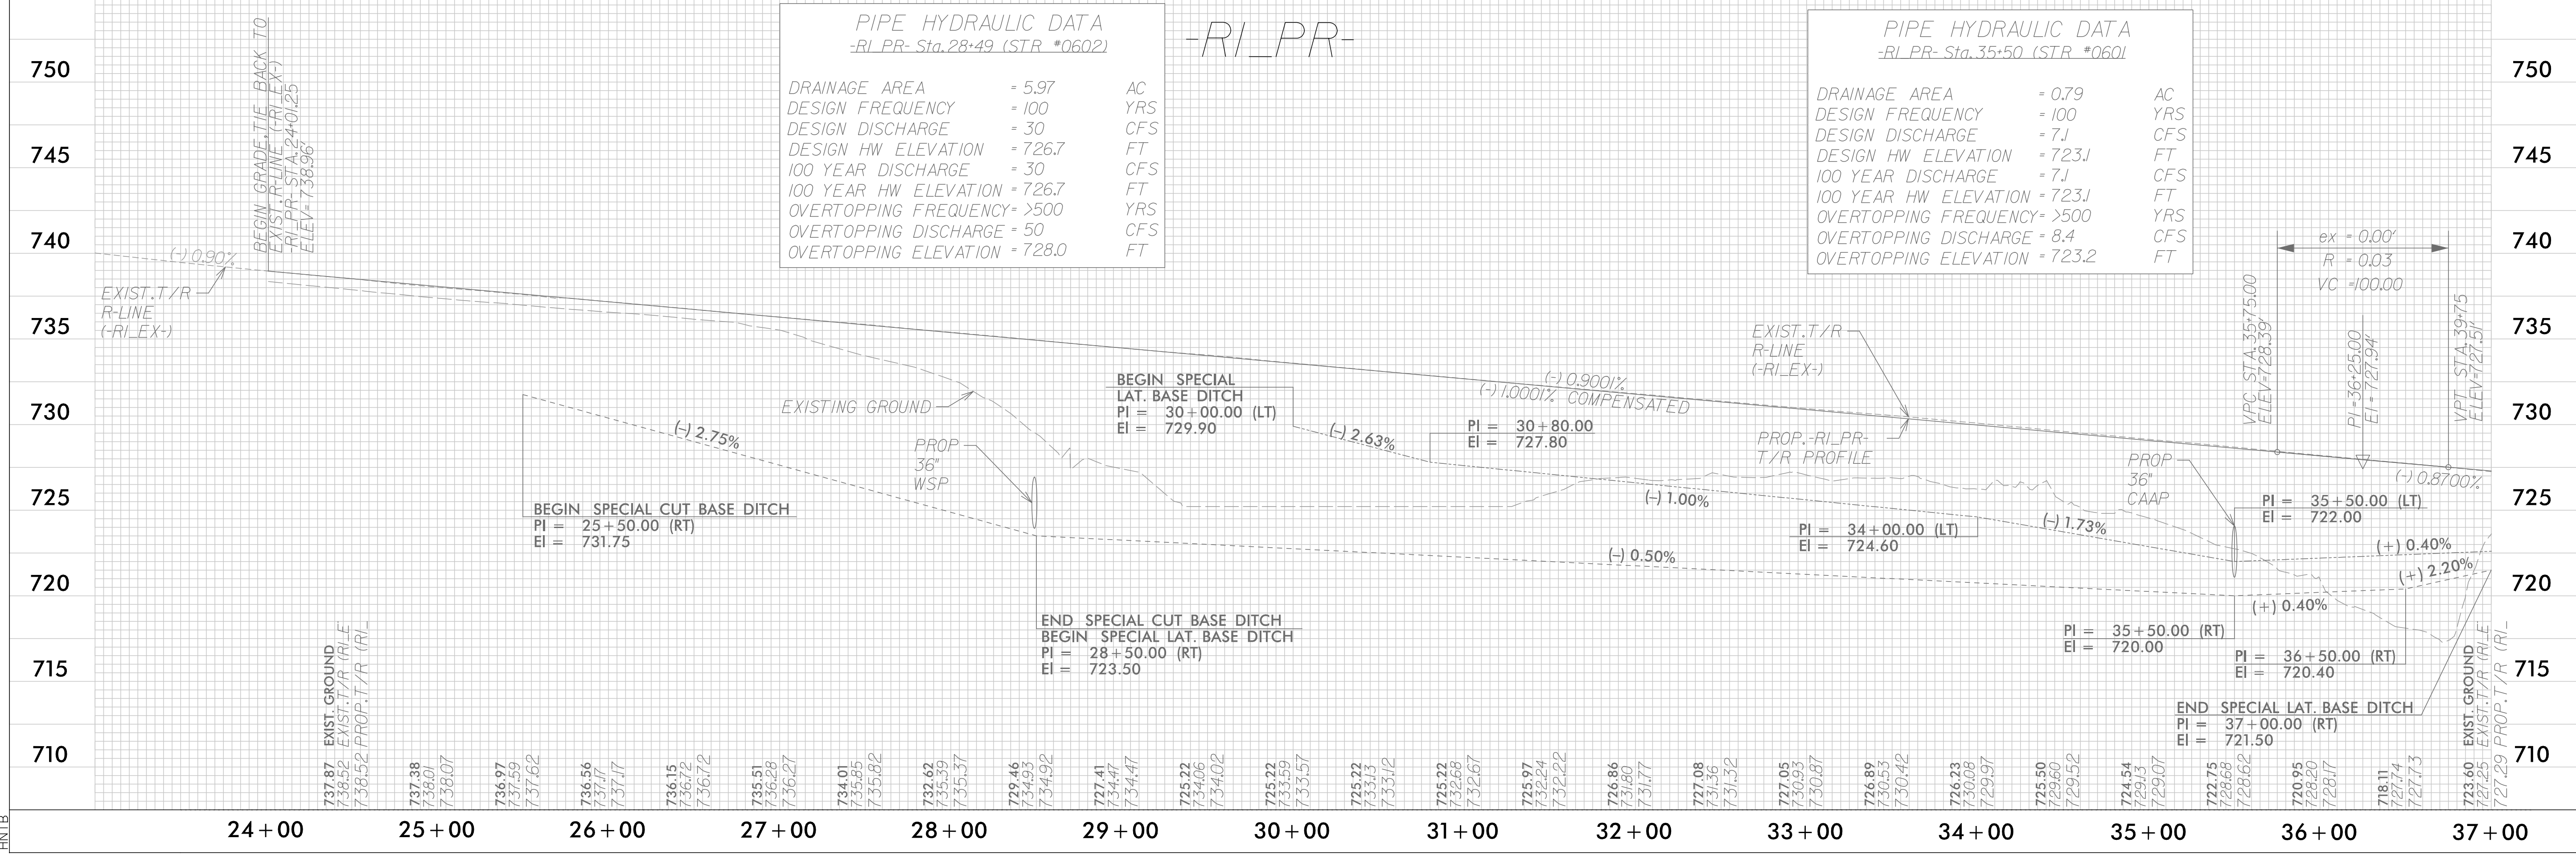 -RI_PR-
PIPE HYDRAULIC DATA
-RI_PR- Sta. 28+49 (STR #0602)
DRAINAGE AREA = 5.97 AC
DESIGN FREQUENCY = 100 YRS
DESIGN DISCHARGE = 30 CFS
DESIGN HW ELEVATION = 726.7 FT
100 YEAR DISCHARGE = 30 CFS
100 YEAR HW ELEVATION = 726.7 FT
OVERTOPPING FREQUENCY= >500 YRS
OVERTOPPING DISCHARGE = 50 CFS
OVERTOPPING ELEVATION = 728.0 FT
PIPE HYDRAULIC DATA
-RI_PR- Sta. 35+50 (STR #0601
DRAINAGE AREA = 0.79 AC
DESIGN FREQUENCY = 100 YRS
DESIGN DISCHARGE = 7.1 CFS
DESIGN HW ELEVATION = 723.1 FT
100 YEAR DISCHARGE = 7.1 CFS
100 YEAR HW ELEVATION = 723.1 FT
OVERTOPPING FREQUENCY= >500 YRS
OVERTOPPING DISCHARGE = 8.4 CFS
OVERTOPPING ELEVATION = 723.2 FT
750
745
740
735
730
725
720
715
710
750
745
740
735
730
725
720
715
710
BEGIN GRADE, TIE BACK TO
EXIST. R-LINE (-RI_EX-)
-RI_PR- STA. 24+01.25
ELEV=738.96'
(-) 0.90%
EXIST. T/R
R-LINE
(-RI_EX-)
EXISTING GROUND
(-) 2.75%
PROP
36"
WSP
BEGIN SPECIAL CUT BASE DITCH
PI = 25+50.00 (RT)
El = 731.75
BEGIN SPECIAL
LAT. BASE DITCH
PI = 30+00.00 (LT)
El = 729.90
(-) 2.63%
PI = 30+80.00
El = 727.80
(-) 0.9001%
(-) 1.0001% COMPENSATED
EXIST. T/R
R-LINE
(-RI_EX-)
PROP. -RI_PR-
T/R PROFILE
(-) 1.00%
(-) 0.50%
PI = 34+00.00 (LT)
El = 724.60
(-) 1.73%
PROP
36"
CAAP
PI = 35+50.00 (LT)
El = 722.00
(+) 0.40%
(+) 2.20%
(+) 0.40%
(-) 0.8700%
ex = 0.00'
R = 0.03
VC =100.00
VPC STA. 35+75.00
ELEV=728.39'
PI=36+25.00
El = 727.94'
VPT STA. 39+75
ELEV=727.51'
END SPECIAL CUT BASE DITCH
BEGIN SPECIAL LAT. BASE DITCH
PI = 28+50.00 (RT)
El = 723.50
PI = 35+50.00 (RT)
El = 720.00
PI = 36+50.00 (RT)
El = 720.40
END SPECIAL LAT. BASE DITCH
PI = 37+00.00 (RT)
El = 721.50
737.87 EXIST. GROUND
738.52 EXIST. T/R (RI_E
738.52 PROP. T/R (RI_
737.38
738.01
738.07
736.97
737.59
737.62
736.56
737.17
737.17
736.15
736.72
736.72
735.51
736.28
736.27
734.01
735.85
735.82
732.62
735.39
735.37
729.46
734.93
734.92
727.41
734.47
734.47
725.22
734.06
734.02
725.22
733.59
733.57
725.22
733.13
733.12
725.22
732.68
732.67
725.97
732.24
732.22
726.86
731.80
731.77
727.08
731.36
731.32
727.05
730.93
730.87
726.89
730.53
730.42
726.23
730.08
729.97
725.50
729.60
729.52
724.54
729.13
729.07
722.75
728.68
728.62
720.95
728.20
728.17
718.11
727.74
727.73
723.60 EXIST. GROUND
727.25 EXIST. T/R (RI_E
727.29 PROP. T/R (RI_
24+00 25+00 26+00 27+00 28+00 29+00 30+00 31+00 32+00 33+00 34+00 35+00 36+00 37+00
HNTB